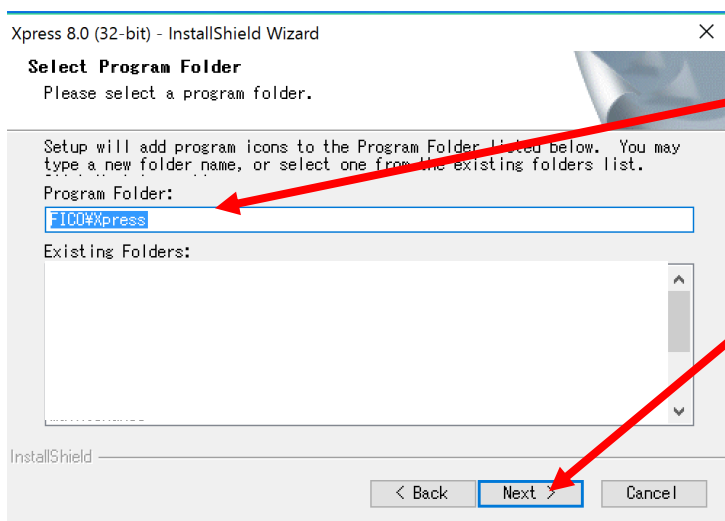 Xpress 8.0 (32-bit) - InstallShield Wizard
Select Program Folder
Please select a program folder.
Setup will add program icons to the Program Folder listed below. You may
type a new folder name, or select one from the existing folders list.
Program Folder:
FICO¥Xpress
Existing Folders:
InstallShield
< Back Next > Cancel